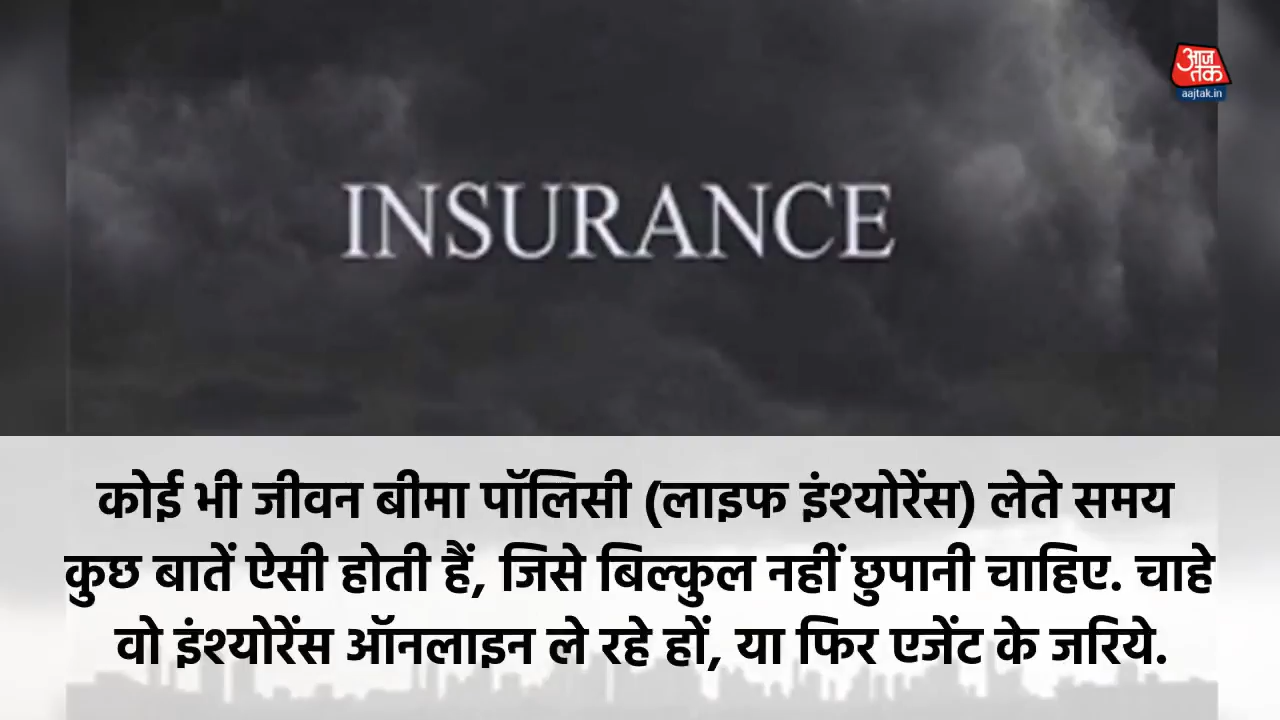 आज
तक
aajtak.in
INSURANCE
कोई भी जीवन बीमा पॉलिसी (लाइफ इंश्योरेंस) लेते समय
कुछ बातें ऐसी होती हैं, जिसे बिल्कुल नहीं छुपानी चाहिए. चाहे
वो इंश्योरेंस ऑनलाइन ले रहे हों, या फिर एजेंट के जरिये.